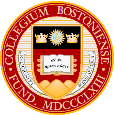 COLLEGIUM BOSTONIENSE
FUND. MDCCCLXIII